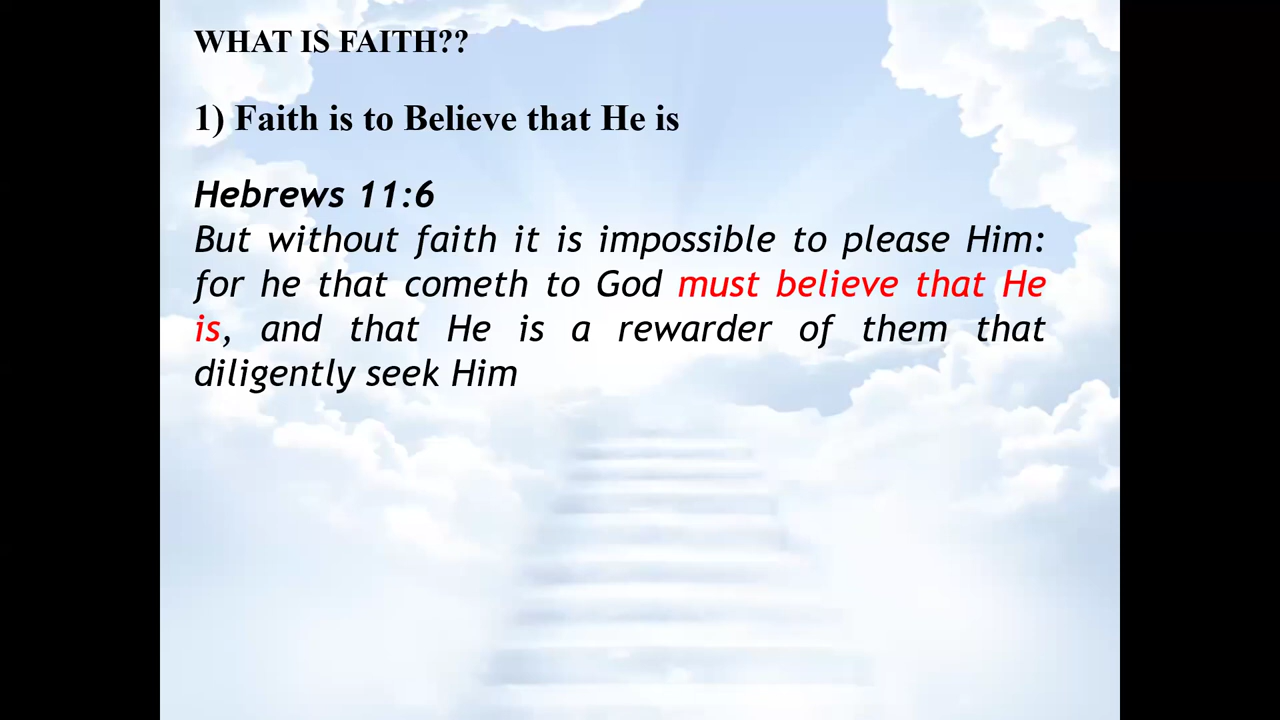 WHAT IS FAITH??
1) Faith is to Believe that He is
Hebrews 11:6
But without faith it is impossible to please Him:
for he that cometh to God must believe that He
is, and that He is a rewarder of them that
diligently seek Him